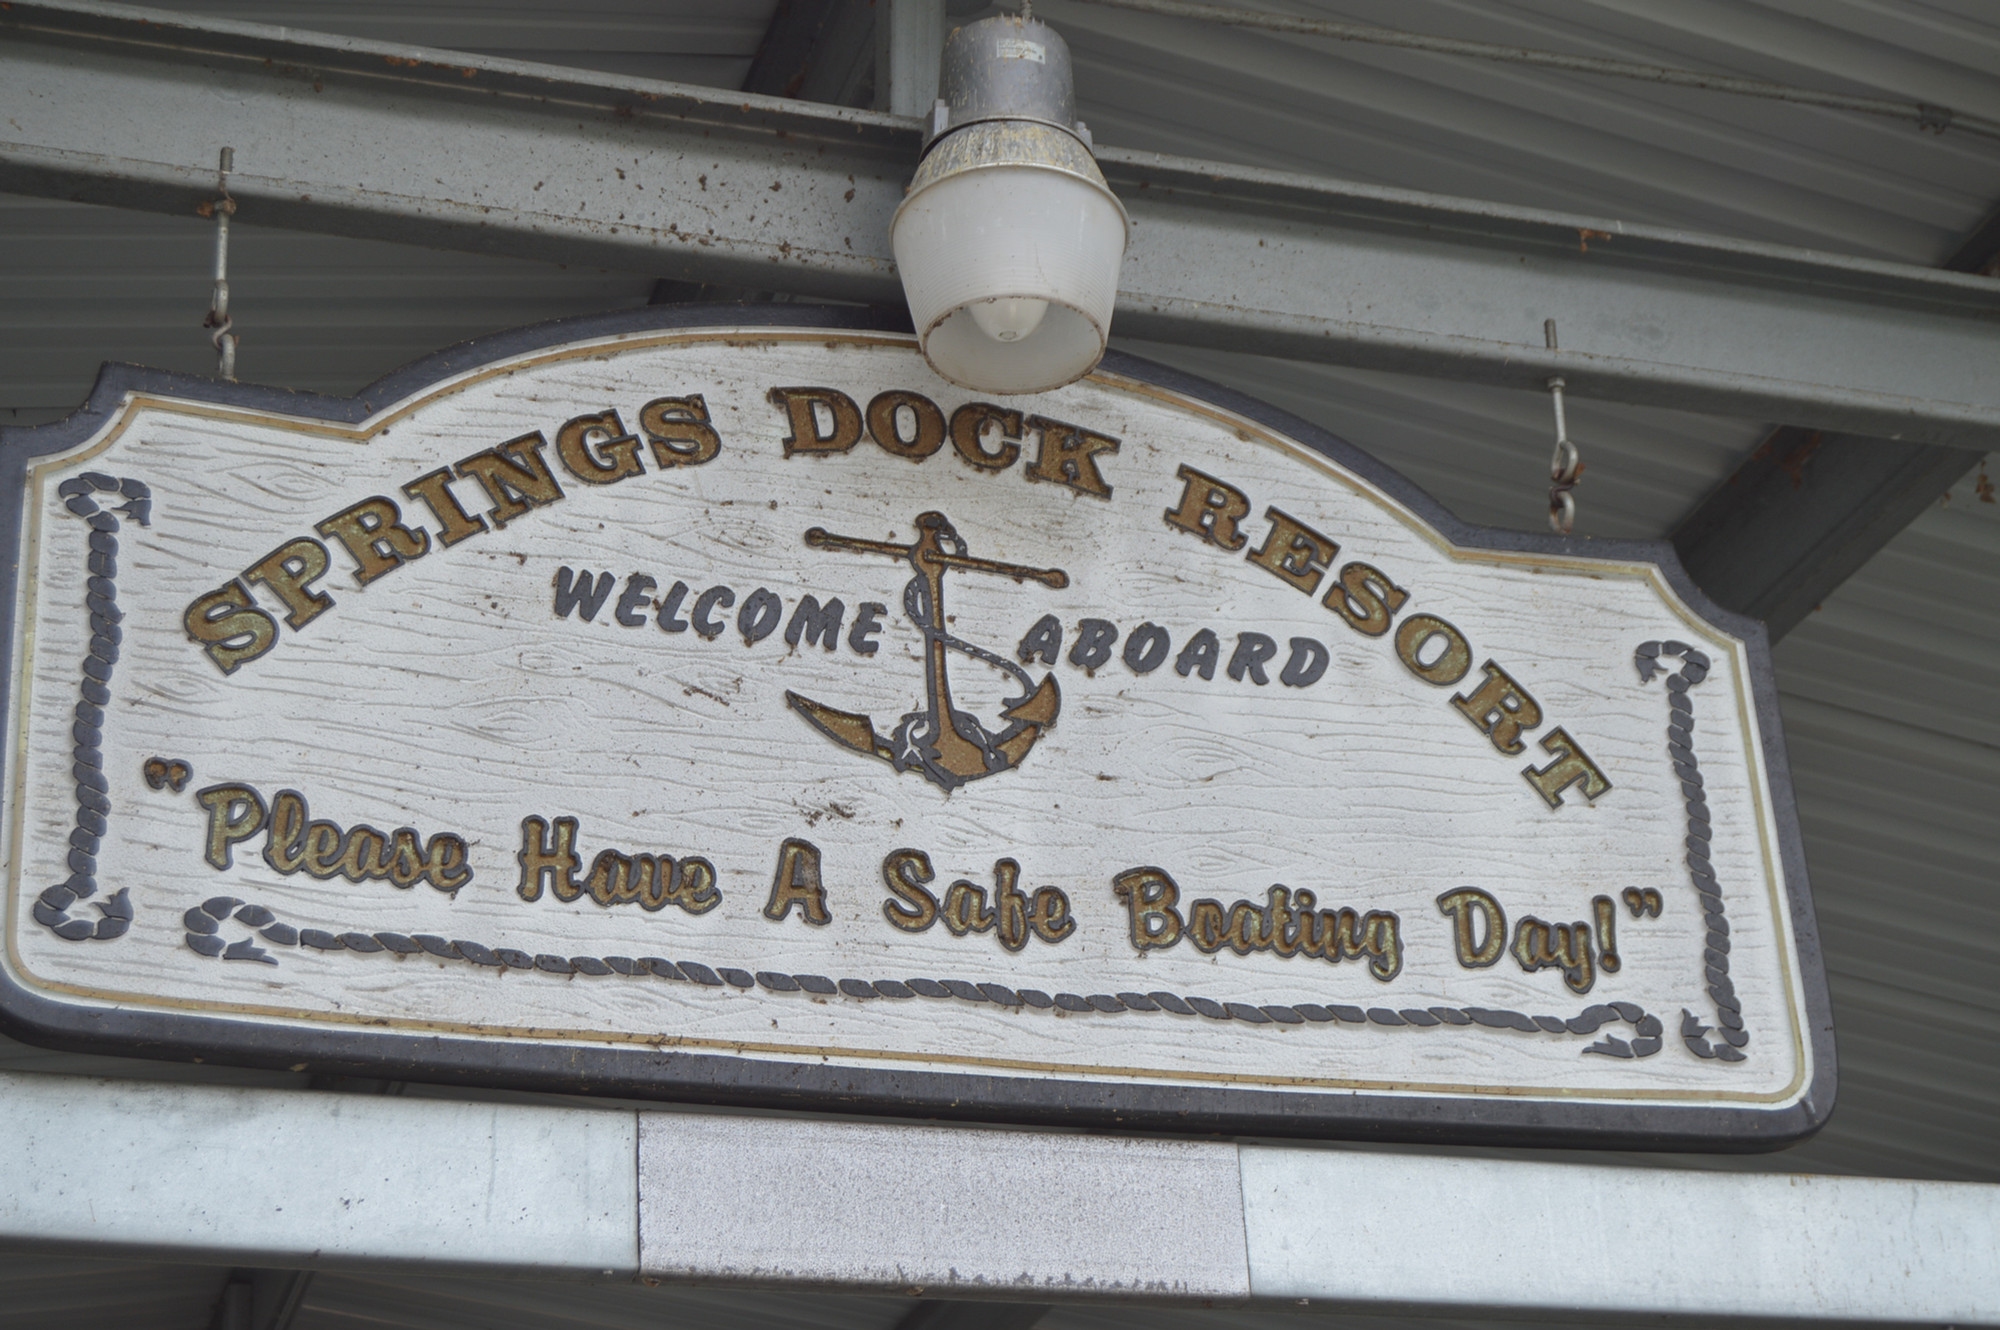 SPRINGS DOCK RESORT
WELCOME ABOARD
"Please Have A Safe Boating Day!"